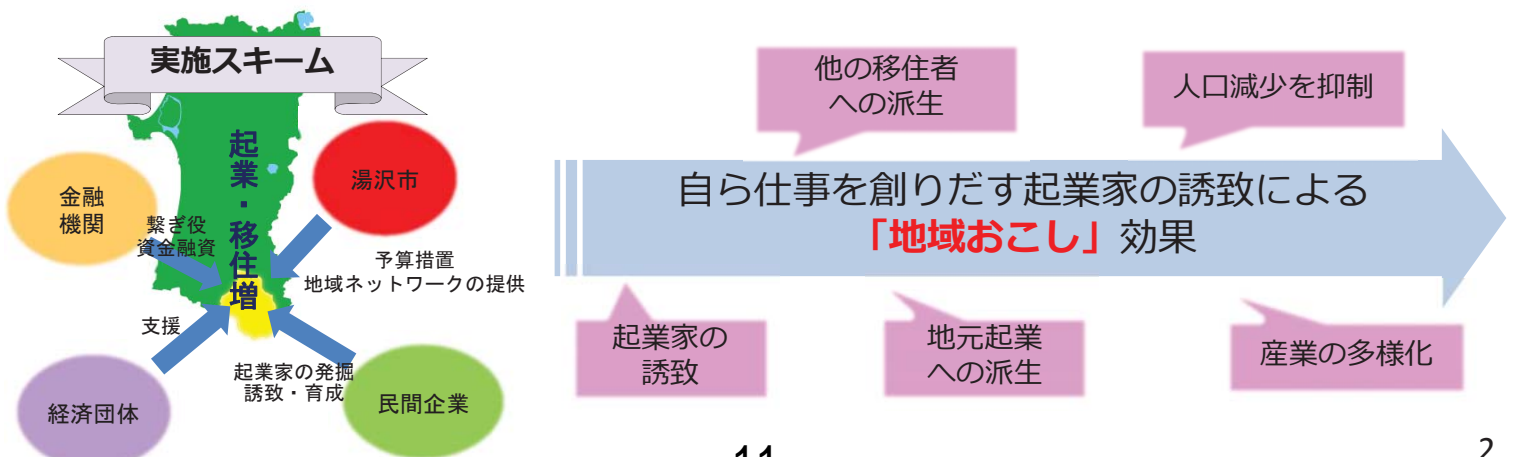 実施スキーム
起業・移住増
金融
機関
繋ぎ役
資金融資
湯沢市
予算措置
地域ネットワークの提供
支援
経済団体
起業家の発掘
誘致・育成
民間企業
他の移住者
への派生
人口減少を抑制
自ら仕事を創りだす起業家の誘致による
「地域おこし」効果
起業家の
誘致
地元起業
への派生
産業の多様化
11
2